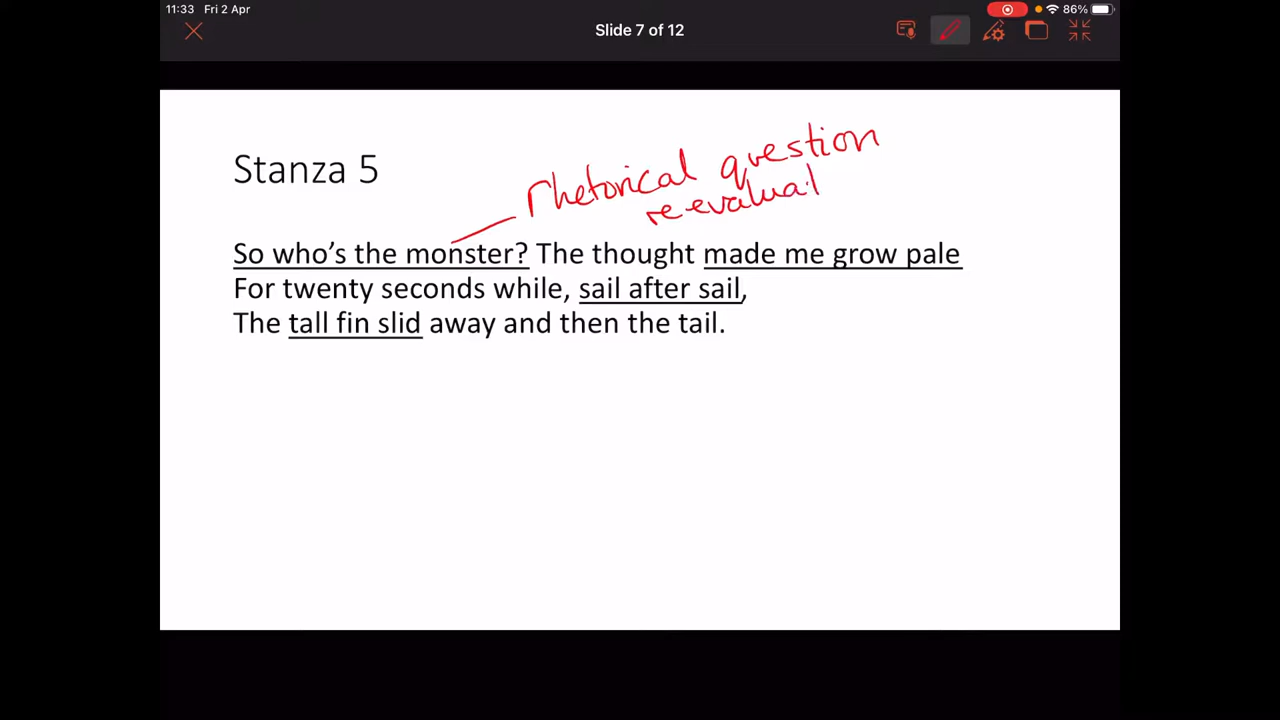 11:33 Fri 2 Apr
86%
Slide 7 of 12
Stanza 5
rhetorical question
re-evaluat
So who's the monster? The thought made me grow pale
For twenty seconds while, sail after sail,
The tall fin slid away and then the tail.